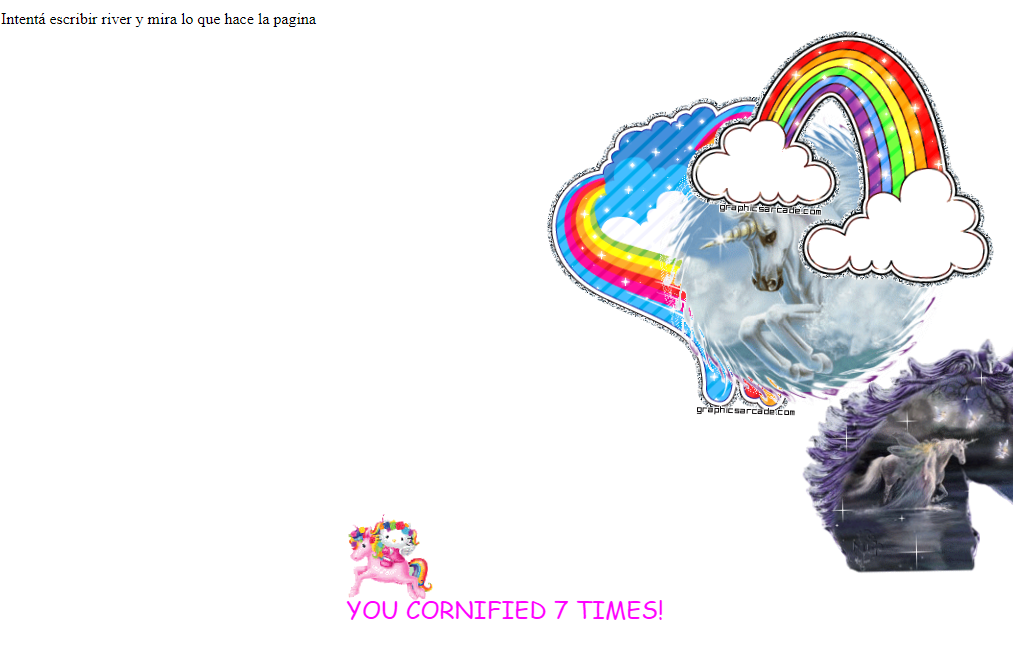 Intentá escribir river y mira lo que hace la pagina
graphicsarcade.com
graphicsarcade.com
YOU CORNIFIED 7 TIMES!